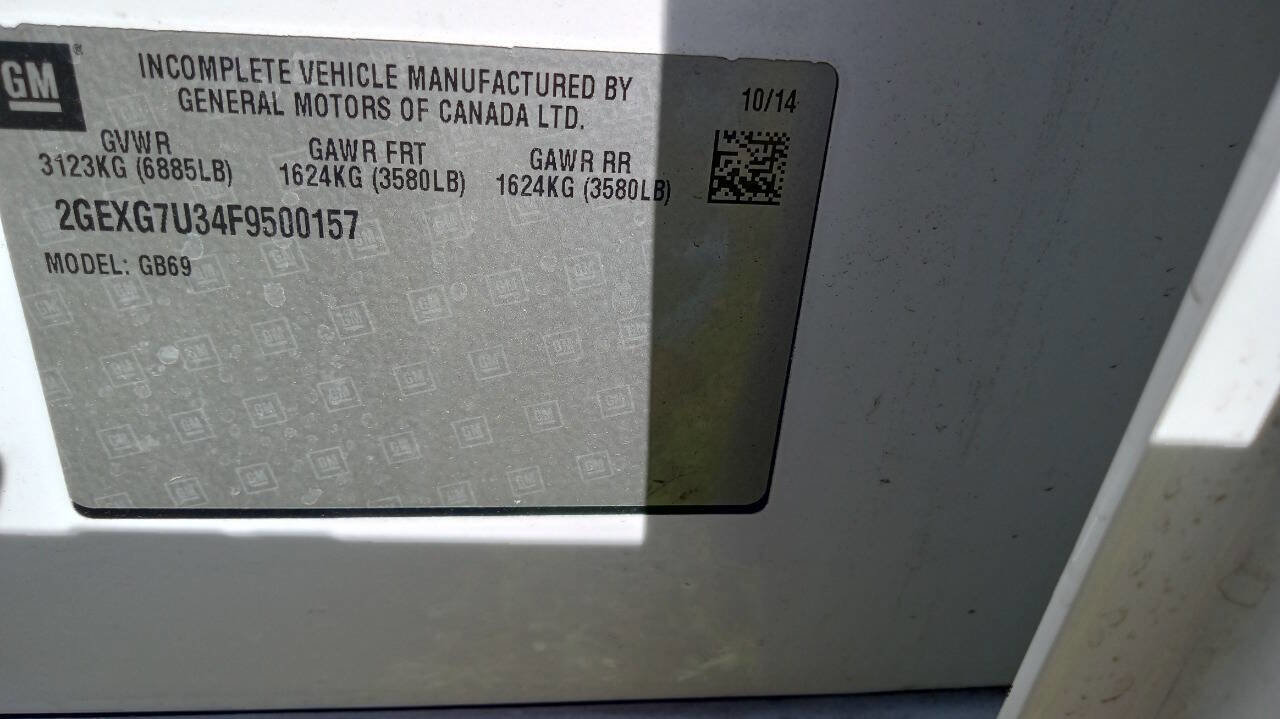 GM ®
INCOMPLETE VEHICLE MANUFACTURED BY
GENERAL MOTORS OF CANADA LTD.
10/14
GVWR GAWR FRT GAWR RR
3123KG (6885LB) 1624KG (3580LB) 1624KG (3580LB)
2GEXG7U34F9500157
MODEL: GB69